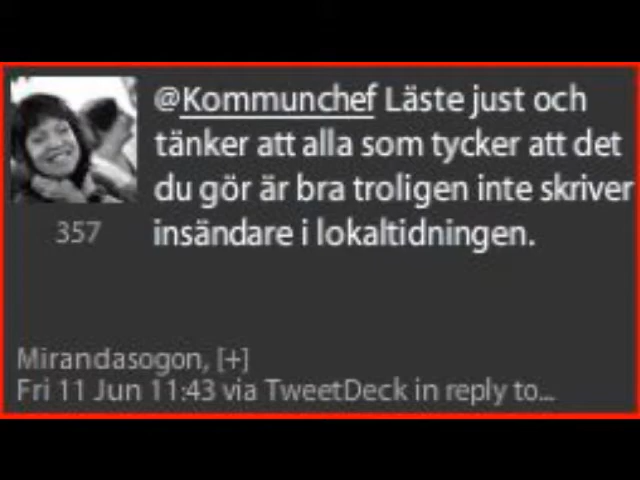 @Kommunchef Läste just och
tänker att alla som tycker att det
du gör är bra troligen inte skriver
insändare i lokaltidningen.
357
Mirandasogon, [+]
Fri 11 Jun 11:43 via TweetDeck in reply to...